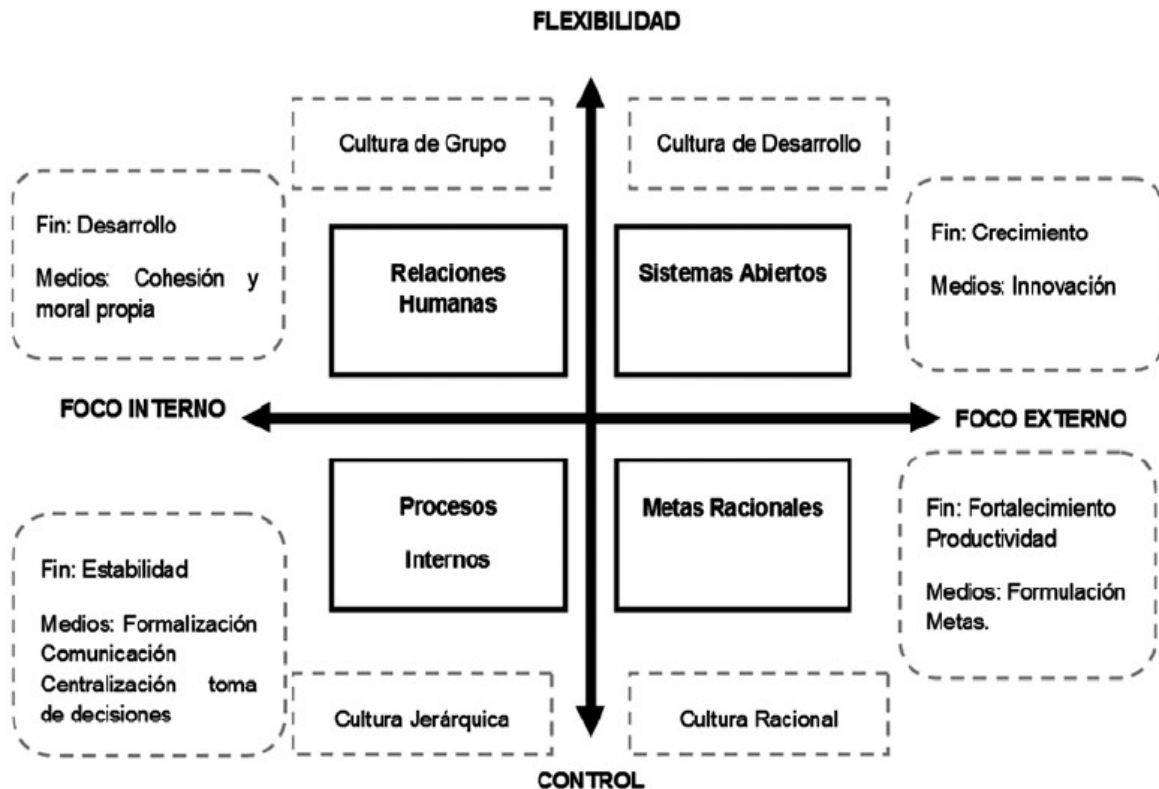 FLEXIBILIDAD
Cultura de Grupo
Cultura de Desarrollo
Fin: Desarrollo
Medios: Cohesión y
moral propia
Relaciones
Humanas
Sistemas Abiertos
Fin: Crecimiento
Medios: Innovación
FOCO INTERNO
FOCO EXTERNO
Fin: Estabilidad
Medios: Formalización
Comunicación
Centralización toma
de decisiones
Procesos
Internos
Metas Racionales
Fin: Fortalecimiento
Productividad
Medios: Formulación
Metas.
Cultura Jerárquica
Cultura Racional
CONTROL